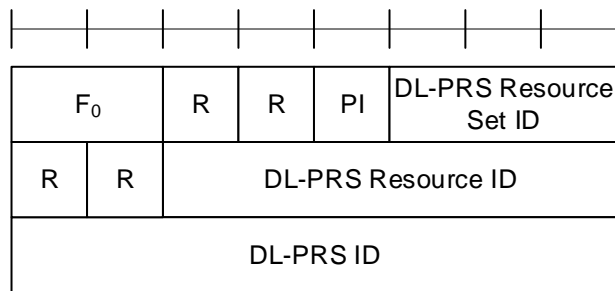 F₀ R R PI DL-PRS Resource
Set ID
R R DL-PRS Resource ID
DL-PRS ID